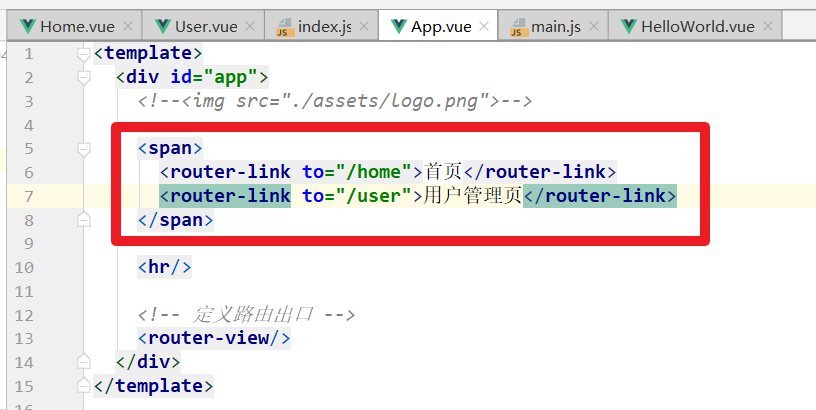 Home.vue User.vue index.js App.vue main.js HelloWorld.vue
1 <template>
2 <div id="app">
3 <!--<img src="./assets/logo.png">-->
4
5 <span>
6 <router-link to="/home">首页</router-link>
7 <router-link to="/user">用户管理页</router-link>
8 </span>
9
10 <hr/>
11
12 <!-- 定义路由出口 -->
13 <router-view/>
14 </div>
15 </template>